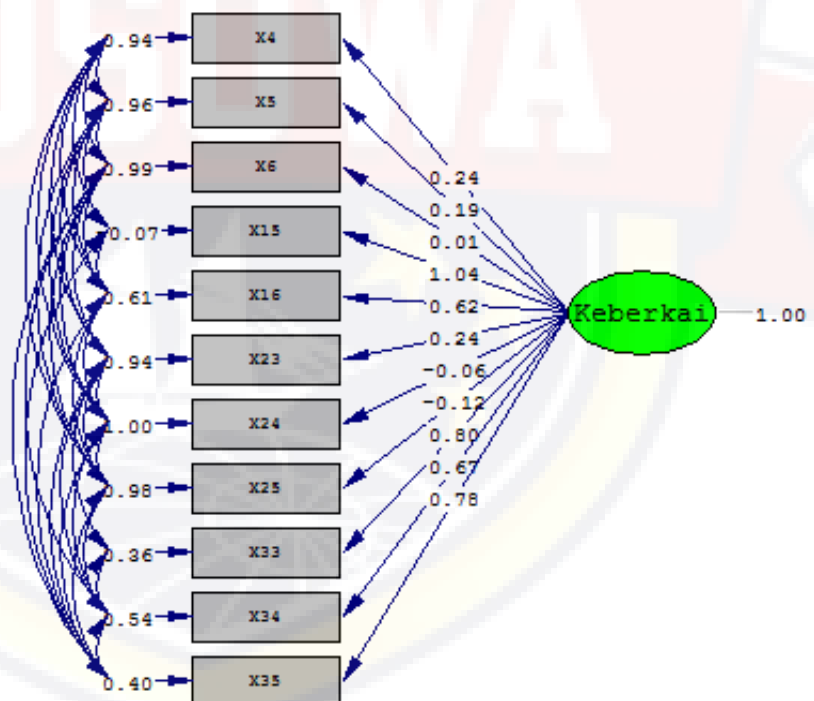 0.94 X4
0.96 X5
0.99 X6
0.24
0.19
-0.07 X15
0.01
1.04
0.61 X16
0.62
Keberkai 1.00
0.94 X23
0.24
-0.06
1.00 X24
-0.12
0.80
0.98 X25
0.67
0.78
0.36 X33
0.54 X34
0.40 X35